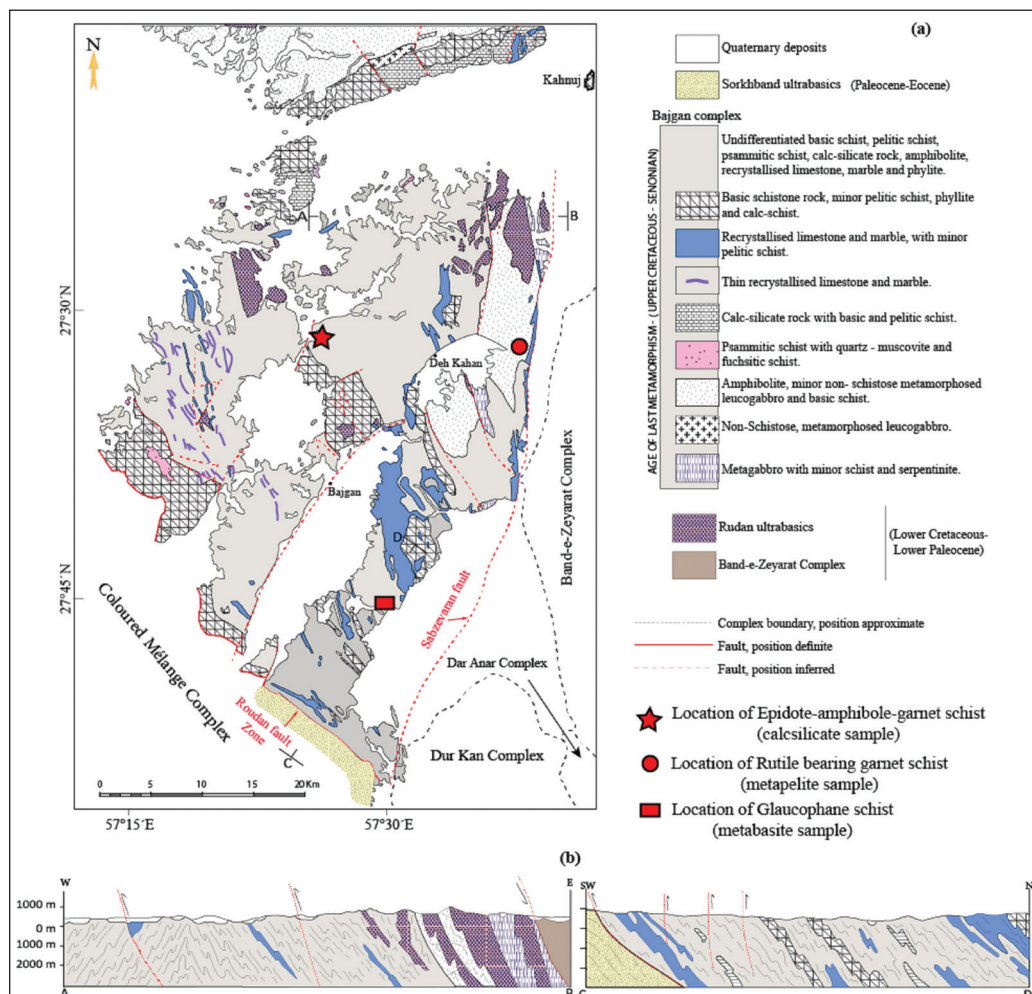 (a)
N
Kahnuj
A
B
27°30´N
Deh Kahan
Bajgan
D
27°45´N
Sabzevaran fault
Band-e-Zeyarat Complex
Coloured Mélange Complex
Roudan fault
Zone
C
Dar Anar Complex
Dur Kan Complex
0 5 10 15 20Km
57°15´E
57°30´E
Quaternary deposits
Sorkhband ultrabasics (Paleocene-Eocene)
Bajgan complex
AGE OF LAST METAMORPHISM - ( UPPER CRETACEOUS - SENONIAN)
Undifferentiated basic schist, pelitic schist,
psammitic schist, calc-silicate rock, amphibolite,
recrystallised limestone, marble and phylite.
Basic schistone rock, minor pelitic schist, phyllite
and calc-schist.
Recrystallised limestone and marble, with minor
pelitic schist.
Thin recrystallised limestone and marble.
Calc-silicate rock with basic and pelitic schist.
Psammitic schist with quartz - muscovite and
fuchsitic schist.
Amphibolite, minor non- schistose metamorphosed
leucogabbro and basic schist.
Non-Schistose, metamorphosed leucogabbro.
Metagabbro with minor schist and serpentinite.
Rudan ultrabasics
Band-e-Zeyarat Complex
(Lower Cretaceous-
Lower Paleocene)
Complex boundary, position approximate
Fault, position definite
Fault, position inferred
Location of Epidote-amphibole-garnet schist
(calcsilicate sample)
Location of Rutile bearing garnet schist
(metapelite sample)
Location of Glaucophane schist
(metabasite sample)
(b)
W
E
1000 m
0 m
1000 m
2000 m
A
B
SW
N
C
D